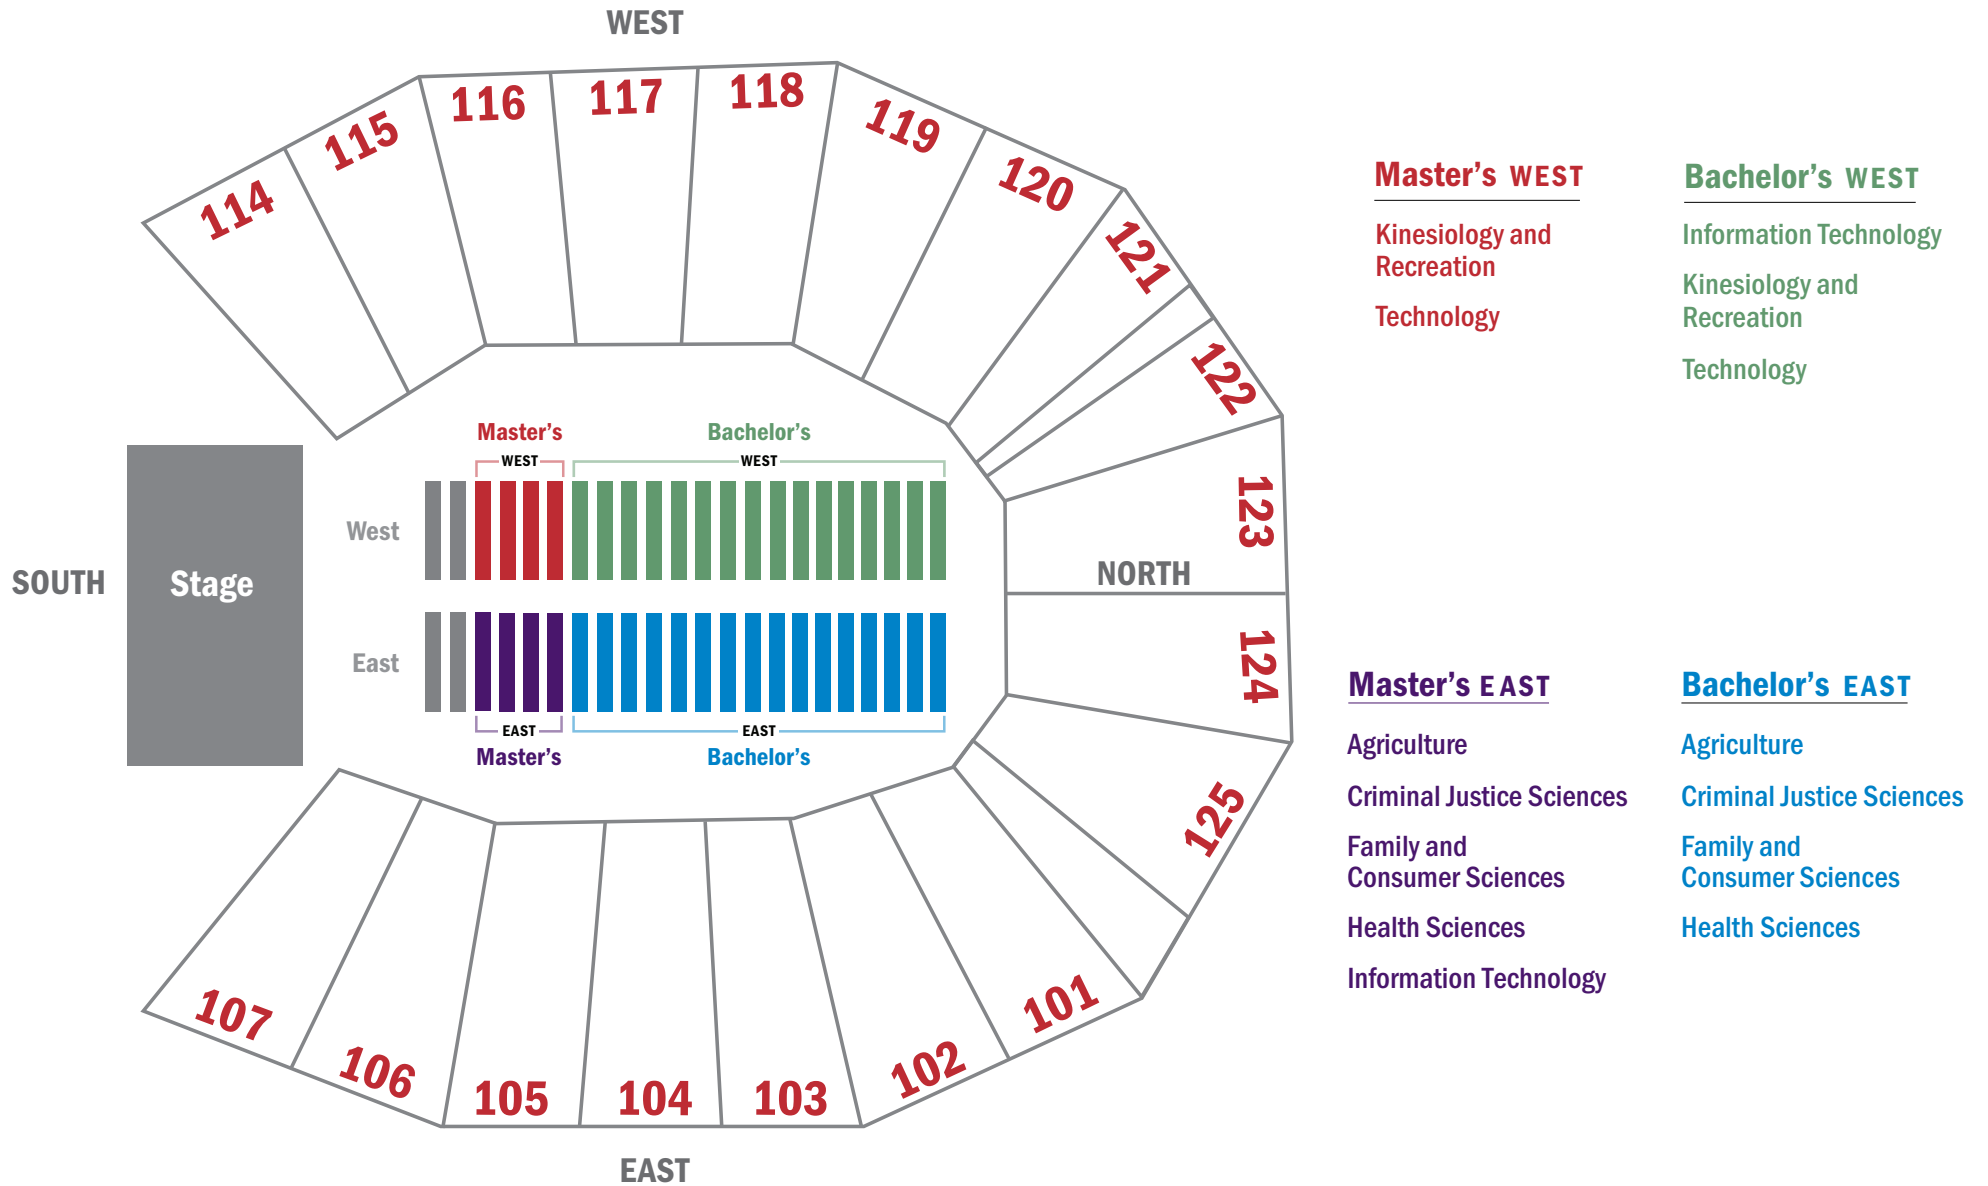 WEST
114
115
116
117
118
119
120
121
122
123
NORTH
124
125
Master's
WEST
Bachelor's
WEST
West
SOUTH
Stage
East
EAST
Master's
EAST
Bachelor's
107
106
105
104
103
102
101
EAST
Master's WEST
Kinesiology and
Recreation
Technology
Bachelor's WEST
Information Technology
Kinesiology and
Recreation
Technology
Master's EAST
Agriculture
Criminal Justice Sciences
Family and
Consumer Sciences
Health Sciences
Information Technology
Bachelor's EAST
Agriculture
Criminal Justice Sciences
Family and
Consumer Sciences
Health Sciences